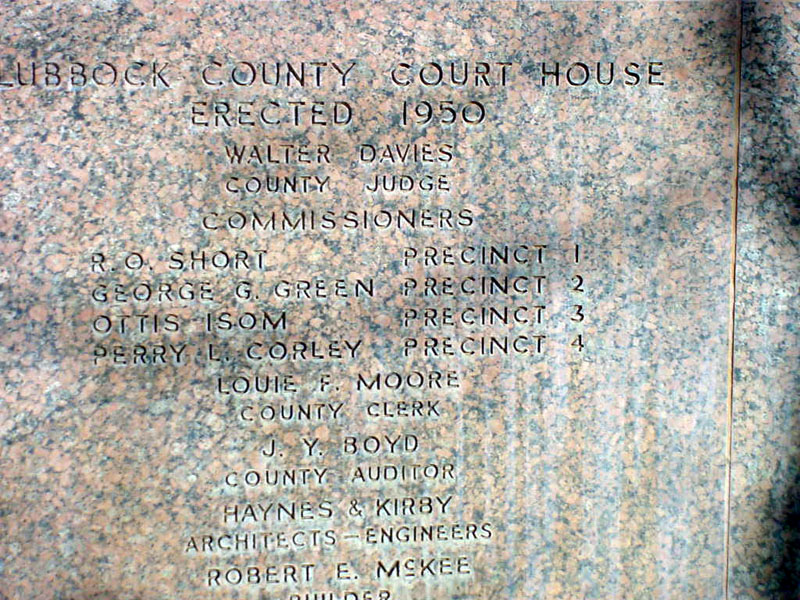 LUBBOCK COUNTY COURT HOUSE
ERECTED 1950
WALTER DAVIES
COUNTY JUDGE
COMMISSIONERS
R. O. SHORT PRECINCT 1
GEORGE G. GREEN PRECINCT 2
OTTIS ISOM PRECINCT 3
PERRY L. CORLEY PRECINCT 4
LOUIE F. MOORE
COUNTY CLERK
J. Y. BOYD
COUNTY AUDITOR
HAYNES & KIRBY
ARCHITECTS-ENGINEERS
ROBERT E. McKEE
BUILDER